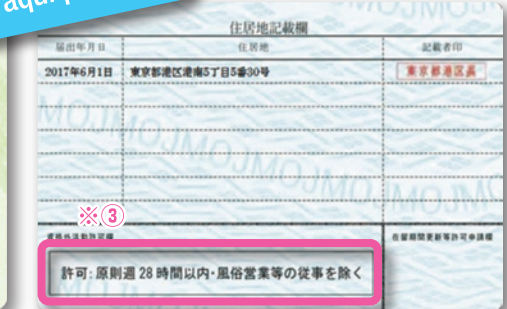 aqui p
住居地記載欄
届出年月日 住居地 記載者印
2017年6月1日 東京都港区港南5丁目5番30号 東京都港区長
MOJMOJMOJMO
※③
資格外活動許可欄 在留期間更新等許可申請欄
許可: 原則週 28 時間以内・風俗営業等の従事を除く